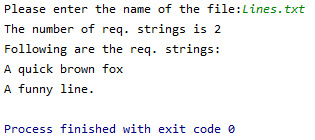 Please enter the name of the file:Lines.txt
The number of req. strings is 2
Following are the req. strings:
A quick brown fox
A funny line.
Process finished with exit code 0